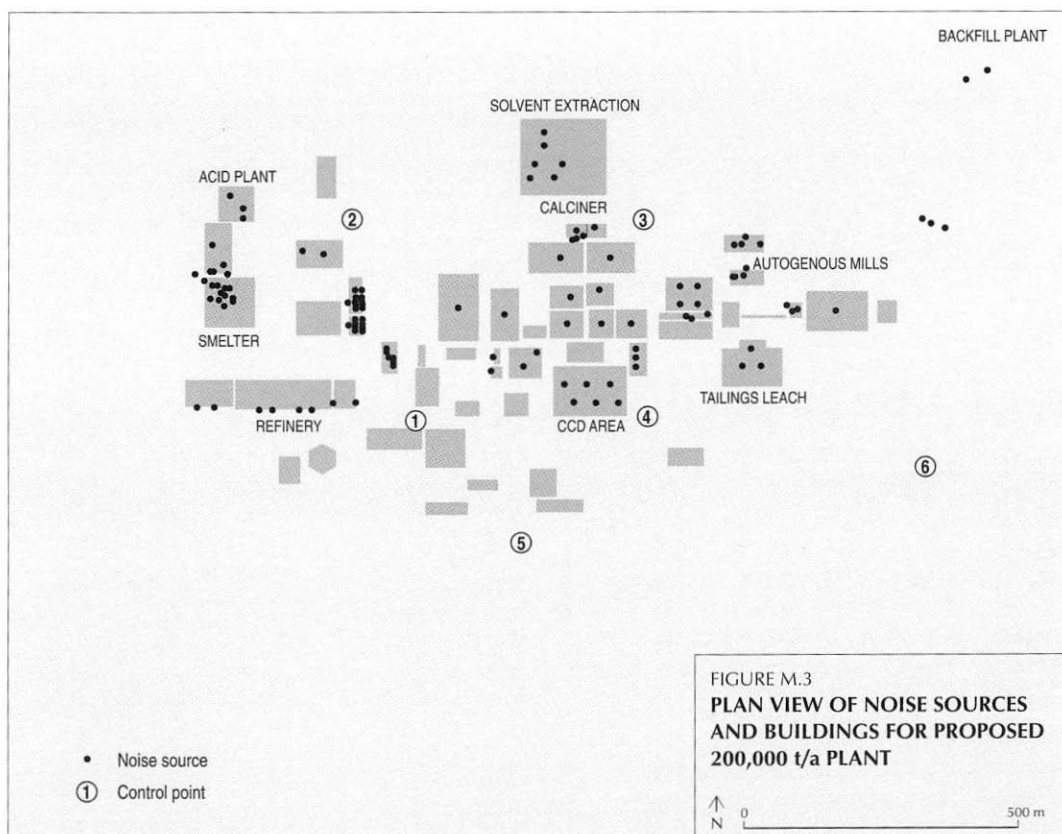 BACKFILL PLANT
SOLVENT EXTRACTION
ACID PLANT
②
CALCINER
③
AUTOGENOUS MILLS
SMELTER
TAILINGS LEACH
REFINERY
①
CCD AREA
④
⑥
⑤
FIGURE M.3
PLAN VIEW OF NOISE SOURCES
AND BUILDINGS FOR PROPOSED
200,000 t/a PLANT
Noise source
① Control point
N
0 500 m